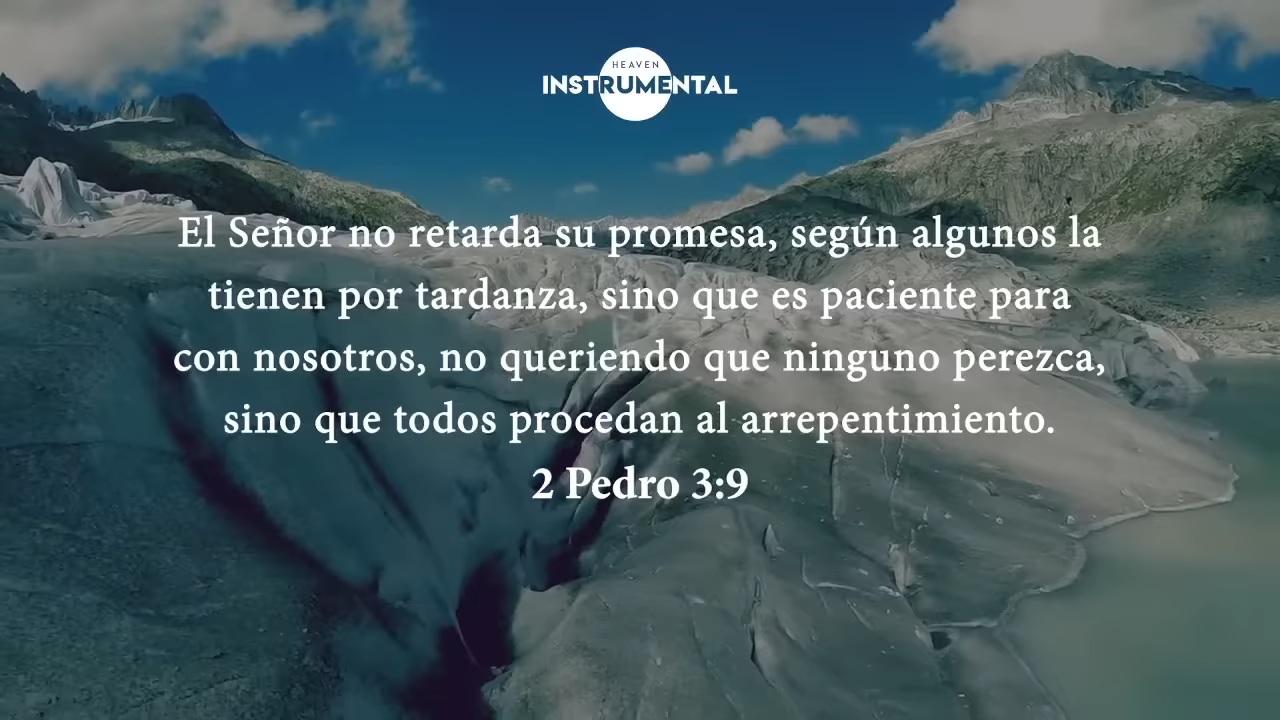 HEAVEN
INSTRUMENTAL
El Señor no retarda su promesa, según algunos la
tienen por tardanza, sino que es paciente para
con nosotros, no queriendo que ninguno perezca,
sino que todos procedan al arrepentimiento.
2 Pedro 3:9